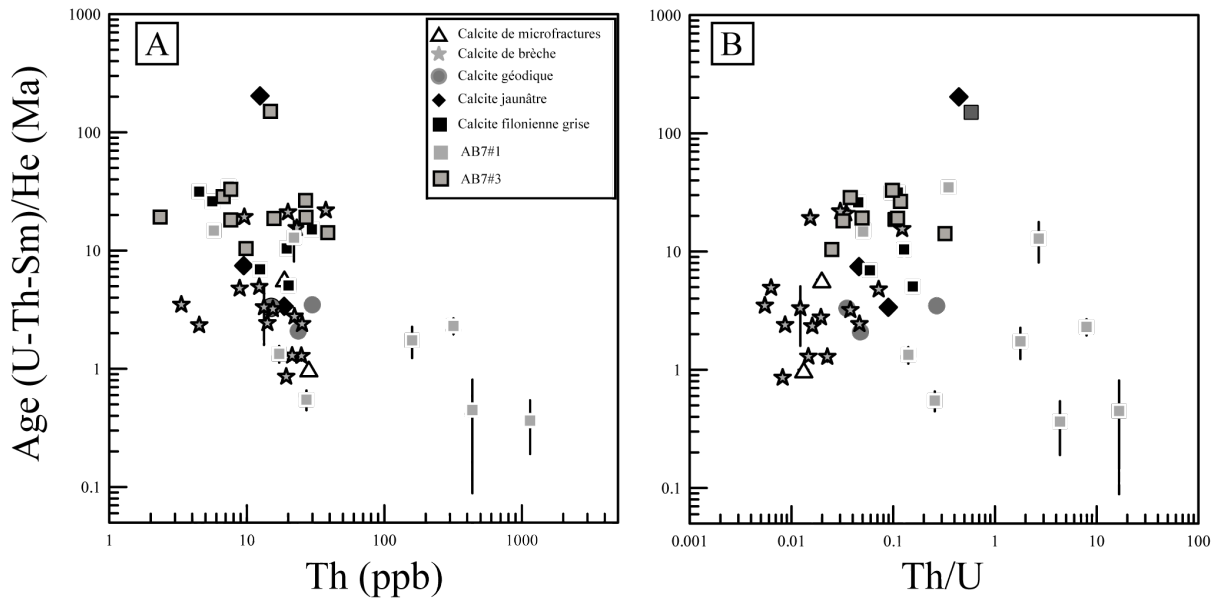 A
B
Calcite de microfractures
Calcite de brèche
Calcite géodique
Calcite jaunâtre
Calcite filonienne grise
AB7#1
AB7#3
Age (U-Th-Sm)/He (Ma)
1000
100
10
1
0.1
1 10 100 1000
Th (ppb)
1000
100
10
1
0.1
0.001 0.01 0.1 1 10 100
Th/U